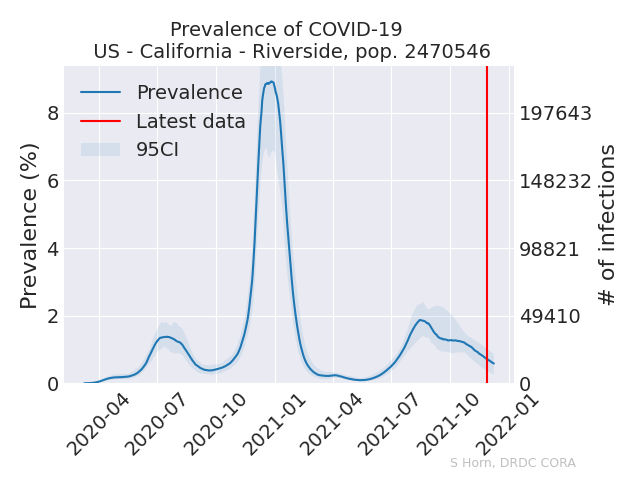 Prevalence of COVID-19
US - California - Riverside, pop. 2470546
Prevalence
Latest data
95CI
Prevalence (%)
8
6
4
2
0
# of infections
197643
148232
98821
49410
0
2020-04
2020-07
2020-10
2021-01
2021-04
2021-07
2021-10
2022-01
S Horn, DRDC CORA